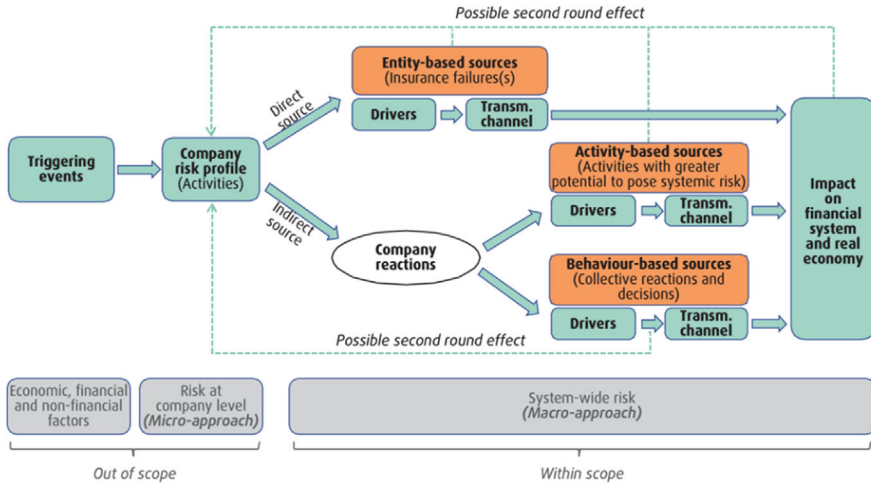 Possible second round effect
Entity-based sources
(Insurance failures(s)
Direct
source
Drivers
Transm.
channel
Triggering
events
Company
risk profile
(Activities)
Activity-based sources
(Activities with greater
potential to pose systemic risk)
Drivers
Transm.
channel
Impact
on
financial
system
and real
economy
Indirect
source
Company
reactions
Behaviour-based sources
(Collective reactions and
decisions)
Drivers
Transm.
channel
Possible second round effect
Economic, financial
and non-financial
factors
Risk at
company level
(Micro-approach)
System-wide risk
(Macro-approach)
Out of scope
Within scope